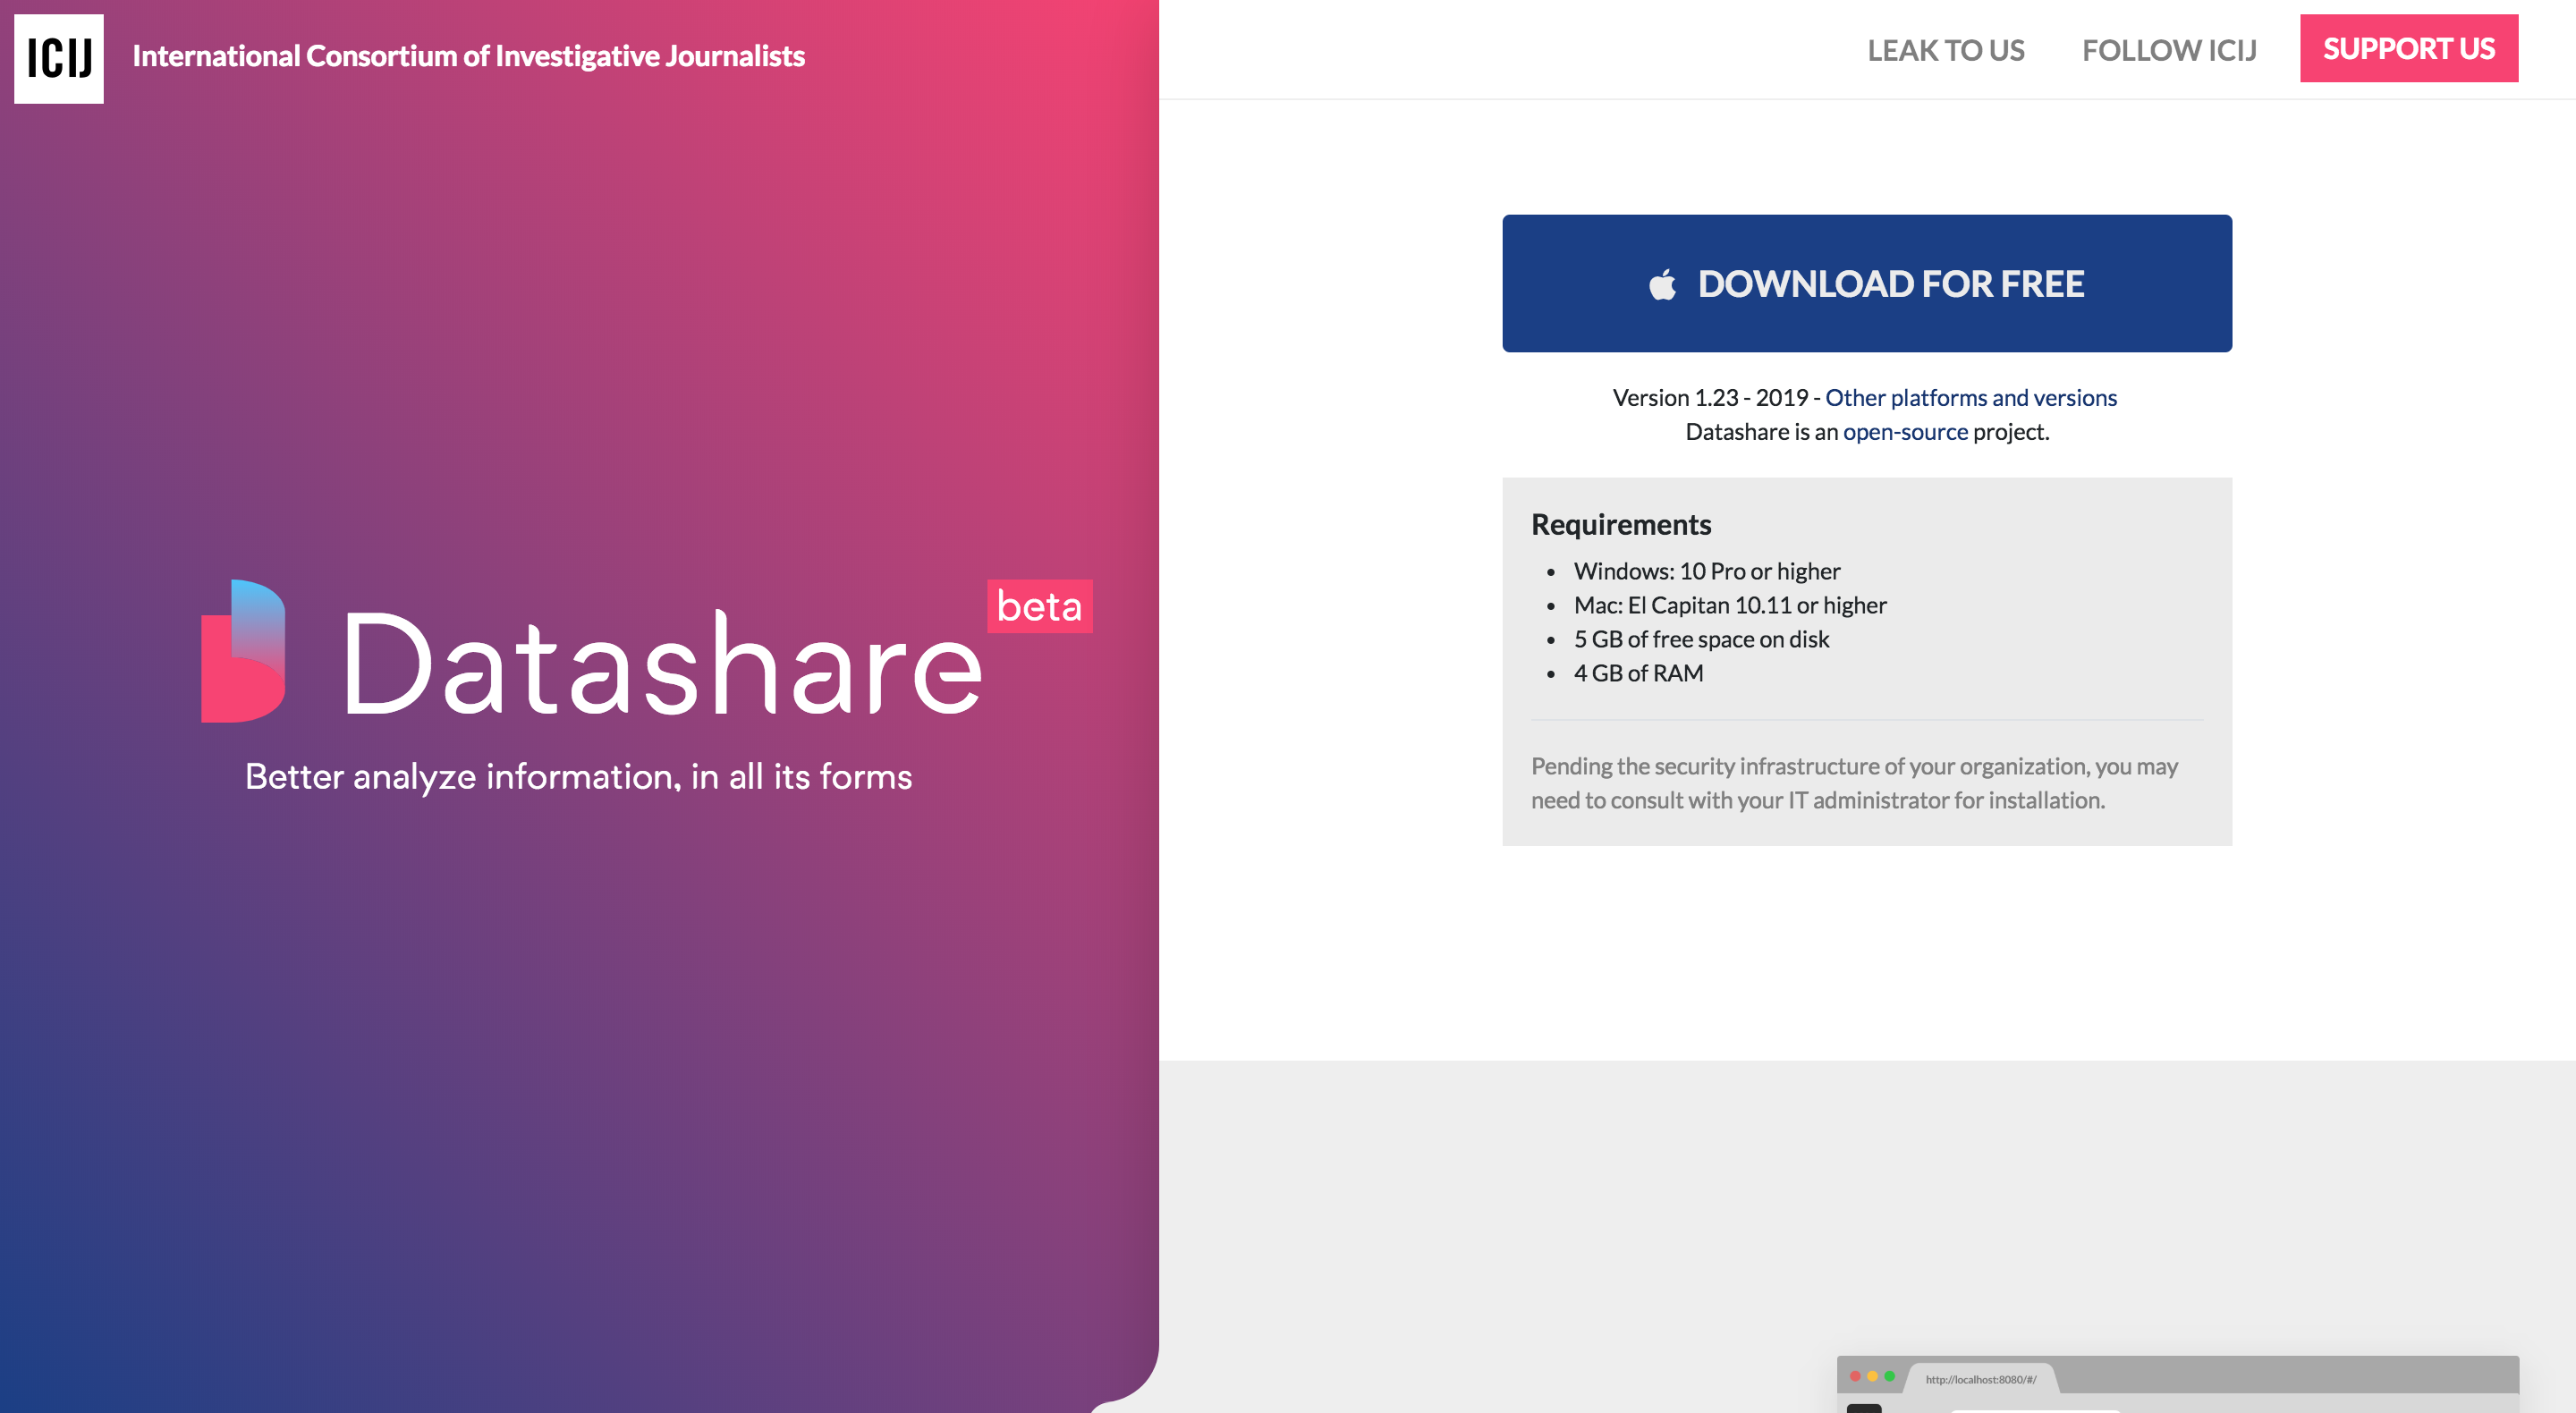 ICIJ
International Consortium of Investigative Journalists
LEAK TO US
FOLLOW ICIJ
SUPPORT US
Datashare
beta
Better analyze information, in all its forms
DOWNLOAD FOR FREE
Version 1.23 - 2019 - Other platforms and versions
Datashare is an open-source project.
Requirements
• Windows: 10 Pro or higher
• Mac: El Capitan 10.11 or higher
• 5 GB of free space on disk
• 4 GB of RAM
Pending the security infrastructure of your organization, you may
need to consult with your IT administrator for installation.
http://localhost:8080/#/